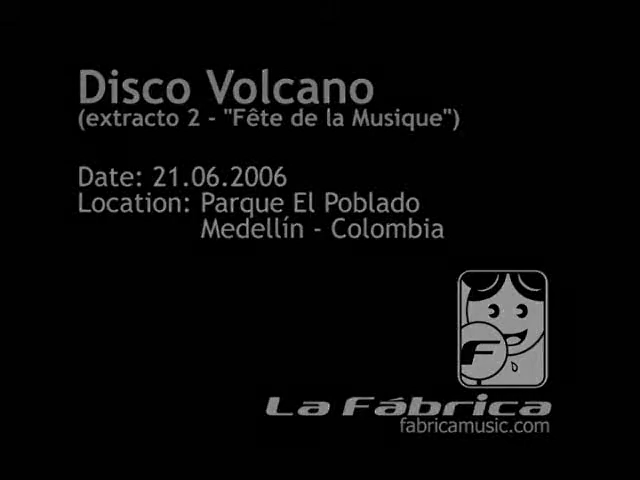 Disco Volcano
(extracto 2 - "Fête de la Musique")
Date: 21.06.2006
Location: Parque El Poblado
Medellín - Colombia
F
La Fábrica
fabricamusic.com